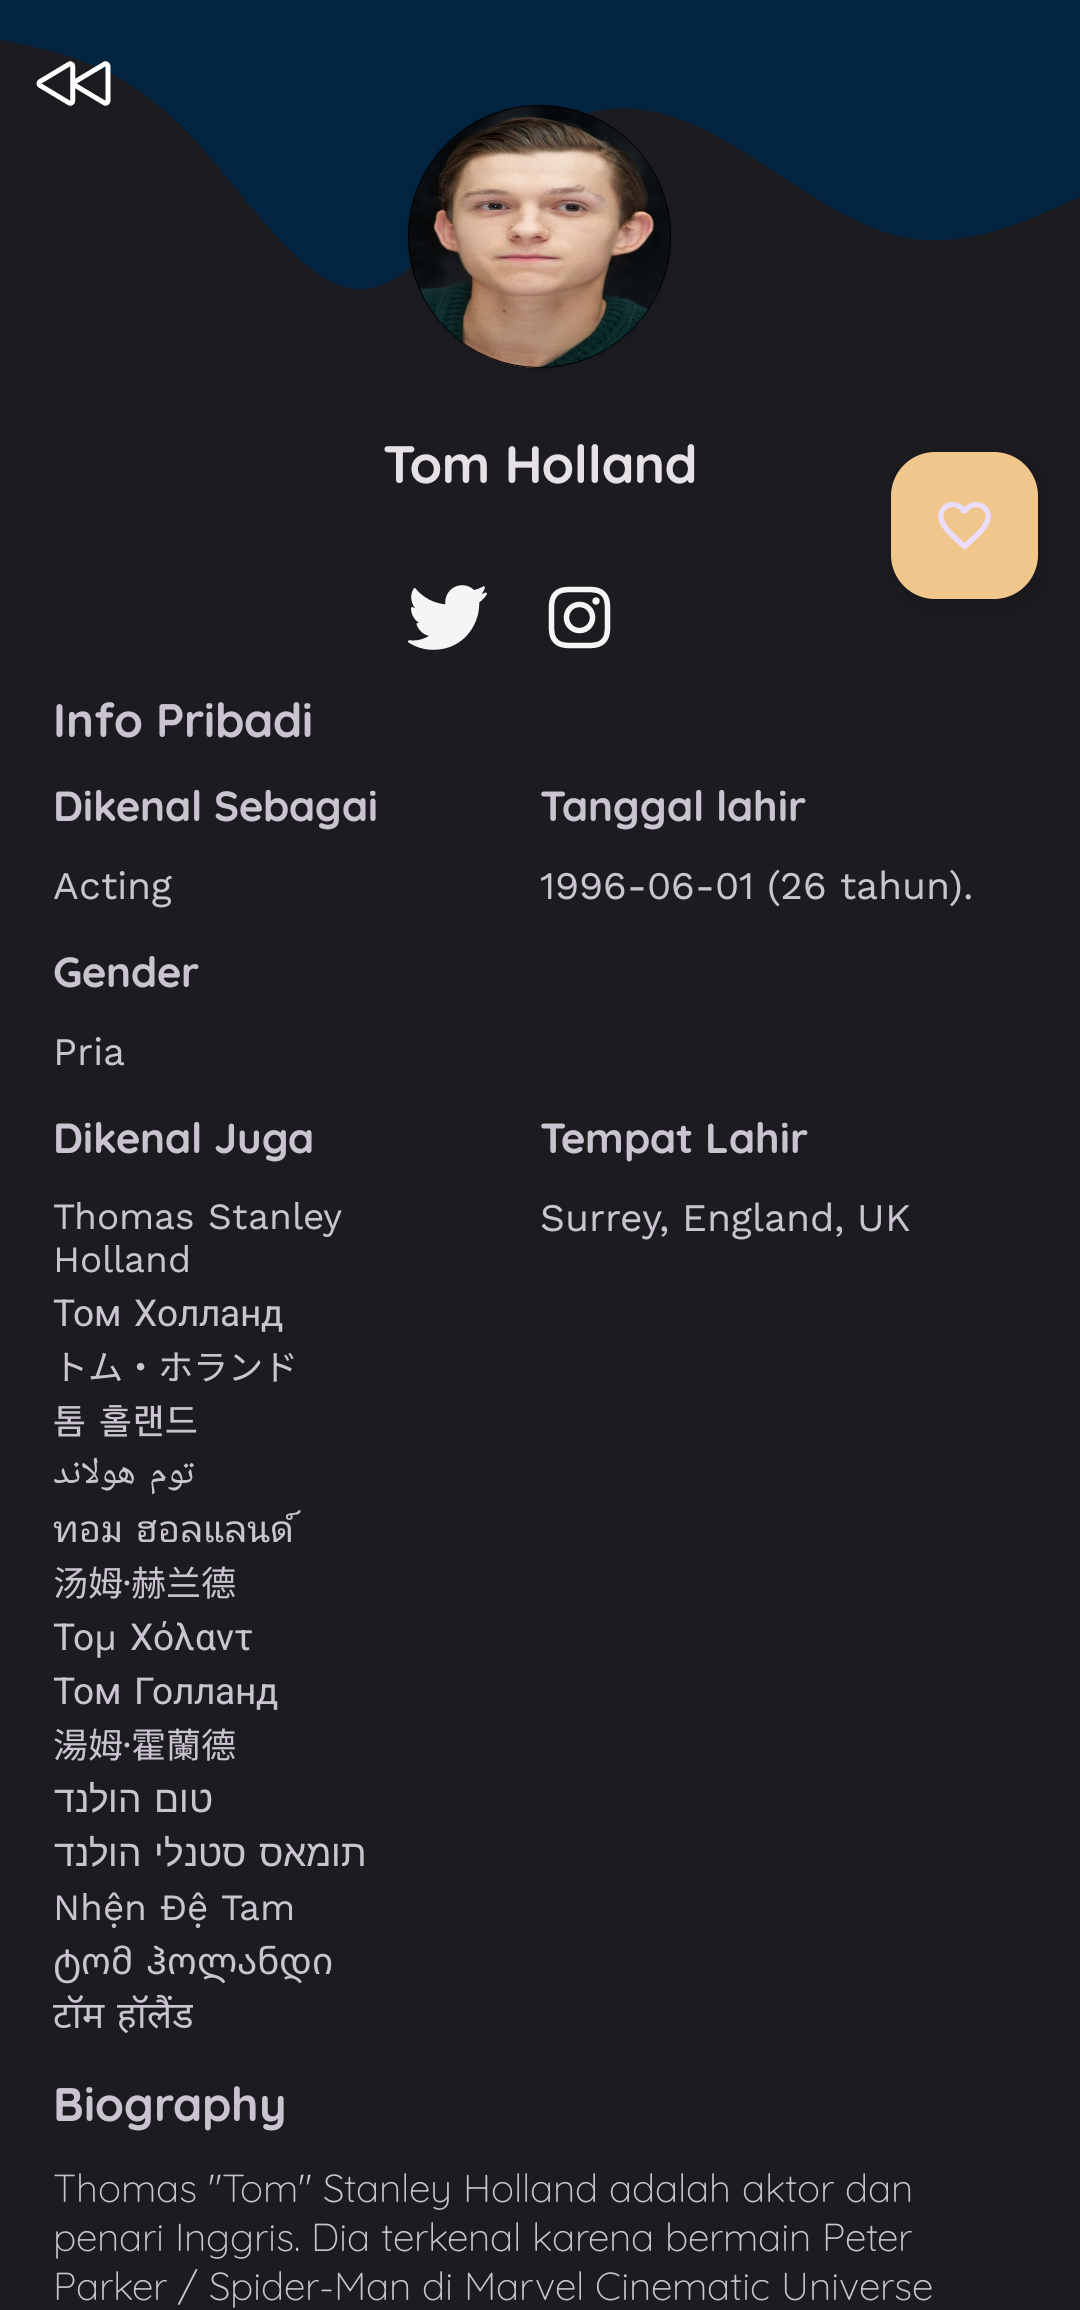 Tom Holland
Info Pribadi
Dikenal Sebagai
Tanggal lahir
Acting
1996-06-01 (26 tahun).
Gender
Pria
Dikenal Juga
Tempat Lahir
Thomas Stanley
Holland
Surrey, England, UK
Том Холланд
トム・ホランド
톰 홀랜드
توم هولاند
ทอม ฮอลแลนด์
汤姆·赫兰德
Τομ Χόλαντ
Том Голланд
湯姆·霍蘭德
טום הולנד
תומאס סטנלי הולנד
Nhện Đệ Tam
ტომ ჰოლანდი
टॉम हॉलैंड
Biography
Thomas "Tom" Stanley Holland adalah aktor dan
penari Inggris. Dia terkenal karena bermain Peter
Parker / Spider-Man di Marvel Cinematic Universe